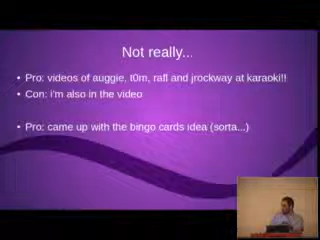 Not really...
• Pro: videos of auggie, t0m, rafl and jrockway at karaoki!!
• Con: i'm also in the video
• Pro: came up with the bingo cards idea (sorta...)